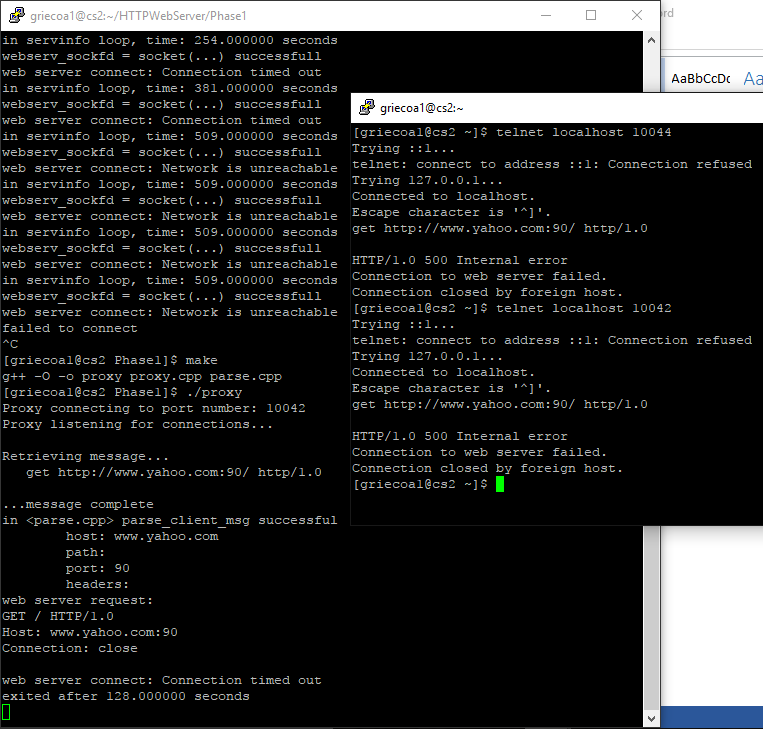 griecoa1@cs2:~/HTTPWebServer/Phase1
in servinfo loop, time: 254.000000 seconds
webserv_sockfd = socket(...) successfull
web server connect: Connection timed out
in servinfo loop, time: 381.000000 seconds
webserv_sockfd = socket(...) successfull
web server connect: Connection timed out
in servinfo loop, time: 509.000000 seconds
webserv_sockfd = socket(...) successfull
web server connect: Network is unreachable
in servinfo loop, time: 509.000000 seconds
webserv_sockfd = socket(...) successfull
web server connect: Network is unreachable
in servinfo loop, time: 509.000000 seconds
webserv_sockfd = socket(...) successfull
web server connect: Network is unreachable
in servinfo loop, time: 509.000000 seconds
webserv_sockfd = socket(...) successfull
web server connect: Network is unreachable
failed to connect
^C
[griecoa1@cs2 Phase1]$ make
g++ -O -o proxy proxy.cpp parse.cpp
[griecoa1@cs2 Phase1]$ ./proxy
Proxy connecting to port number: 10042
Proxy listening for connections...
Retrieving message...
get http://www.yahoo.com:90/ http/1.0
...message complete
in <parse.cpp> parse_client_msg successful
host: www.yahoo.com
path:
port: 90
headers:
web server request:
GET / HTTP/1.0
Host: www.yahoo.com:90
Connection: close
web server connect: Connection timed out
exited after 128.000000 seconds
griecoa1@cs2:~
[griecoa1@cs2 ~]$ telnet localhost 10044
Trying ::1...
telnet: connect to address ::1: Connection refused
Trying 127.0.0.1...
Connected to localhost.
Escape character is '^]'.
get http://www.yahoo.com:90/ http/1.0
HTTP/1.0 500 Internal error
Connection to web server failed.
Connection closed by foreign host.
[griecoa1@cs2 ~]$ telnet localhost 10042
Trying ::1...
telnet: connect to address ::1: Connection refused
Trying 127.0.0.1...
Connected to localhost.
Escape character is '^]'.
get http://www.yahoo.com:90/ http/1.0
HTTP/1.0 500 Internal error
Connection to web server failed.
Connection closed by foreign host.
[griecoa1@cs2 ~]$
ord
AaBbCcDc
Aa